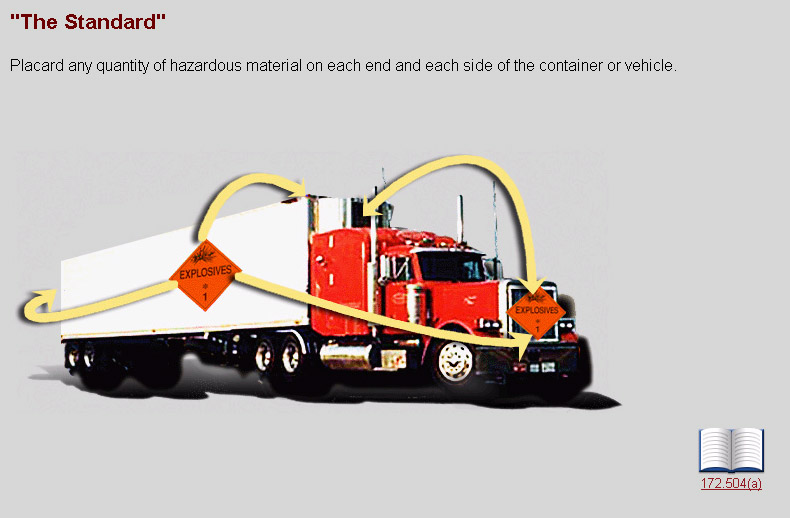 "The Standard"
Placard any quantity of hazardous material on each end and each side of the container or vehicle.
EXPLOSIVES
*
1
EXPLOSIVES
*
1
172.504(a)